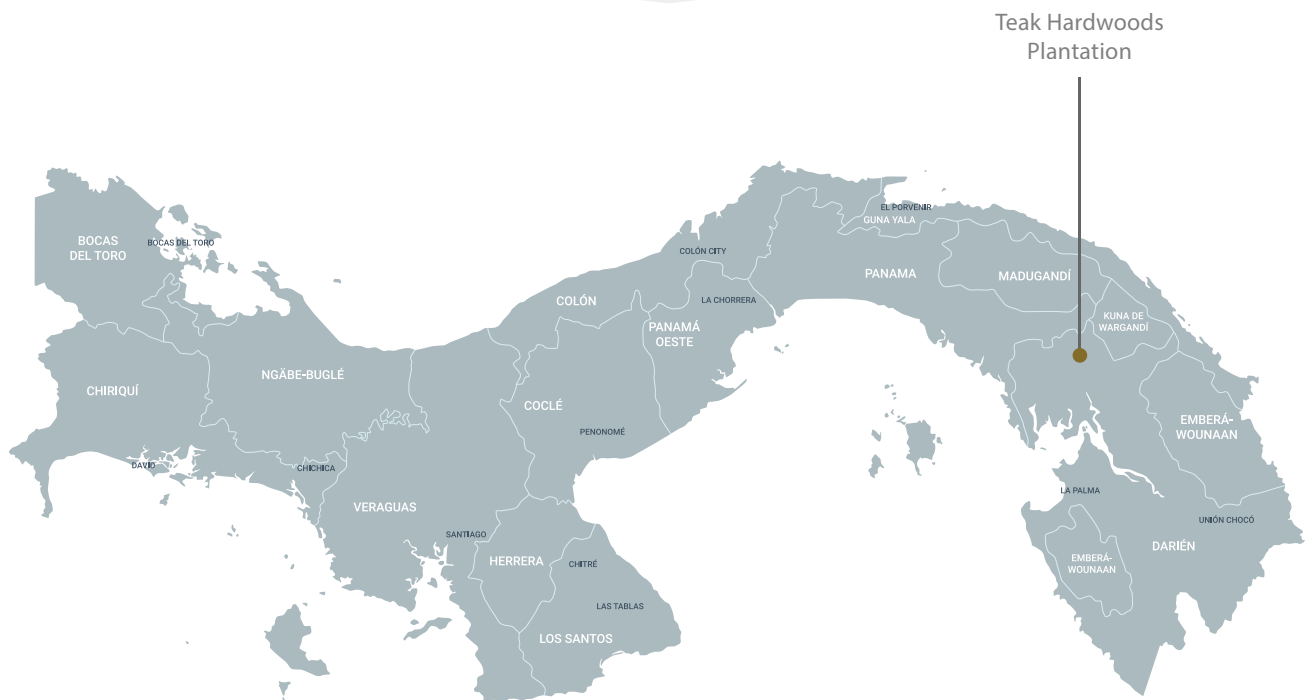 Teak Hardwoods
Plantation
BOCAS
DEL TORO
BOCAS DEL TORO
EL PORVENIR
GUNA YALA
COLÓN CITY
PANAMA
MADUGANDÍ
COLÓN
LA CHORRERA
PANAMÁ
OESTE
KUNA DE
WARGANDÍ
CHIRIQUÍ
NGÄBE-BUGLÉ
COCLÉ
PENONOMÉ
EMBERÁ-
WOUNAAN
DAVID
CHICHICA
VERAGUAS
LA PALMA
SANTIAGO
UNIÓN CHOCÓ
HERRERA
CHITRÉ
DARIÉN
EMBERÁ-
WOUNAAN
LAS TABLAS
LOS SANTOS